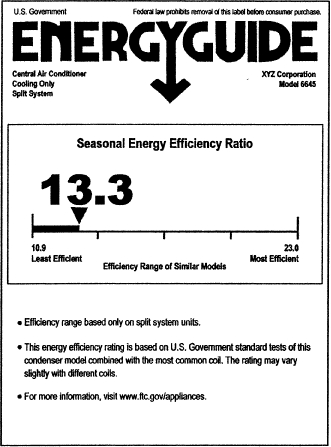 U.S. Government Federal law prohibits removal of this label before consumer purchase.
ENERGYGUIDE
Central Air Conditioner XYZ Corporation
Cooling Only Model 6645
Split System
Seasonal Energy Efficiency Ratio
13.3
10.9 23.0
Least Efficient Most Efficient
Efficiency Range of Similar Models
• Efficiency range based only on split system units.
• This energy efficiency rating is based on U.S. Government standard tests of this
condenser model combined with the most common coil. The rating may vary
slightly with different coils.
• For more information, visit www.ftc.gov/appliances.